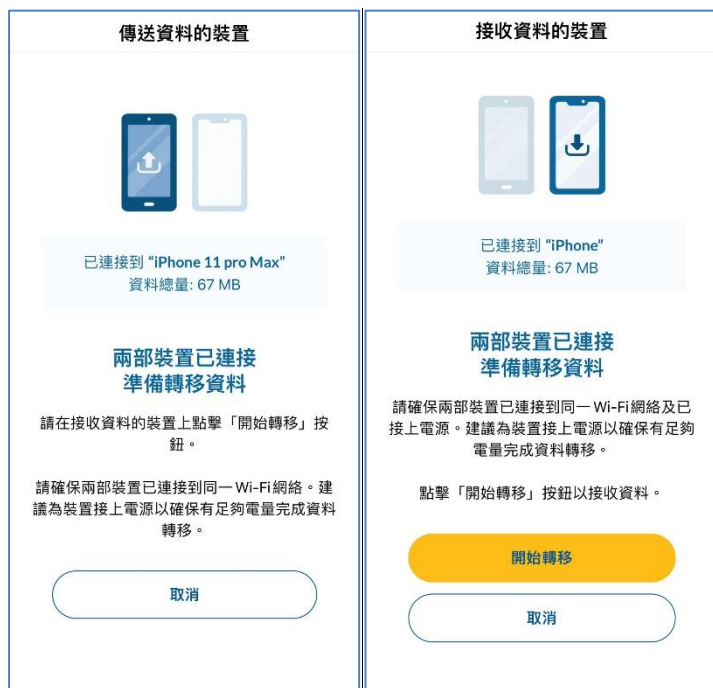 傳送資料的裝置
已連接到 “iPhone 11 pro Max”
資料總量: 67 MB
兩部裝置已連接
準備轉移資料
請在接收資料的裝置上點擊「開始轉移」按
鈕。
請確保兩部裝置已連接到同一 Wi-Fi 網絡。建
議為裝置接上電源以確保有足夠電量完成資料
轉移。
取消
接收資料的裝置
已連接到 “iPhone”
資料總量: 67 MB
兩部裝置已連接
準備轉移資料
請確保兩部裝置已連接到同一 Wi-Fi 網絡及已
接上電源。建議為裝置接上電源以確保有足夠
電量完成資料轉移。
點擊「開始轉移」按鈕以接收資料。
開始轉移
取消